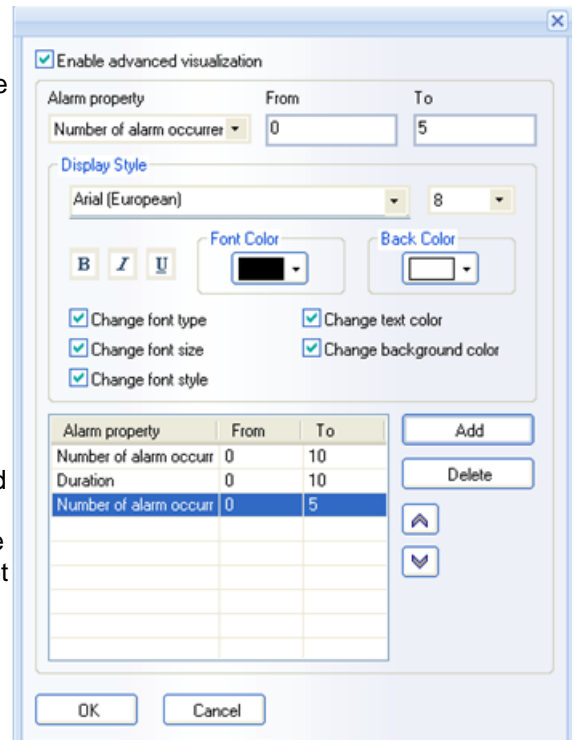 Enable advanced visualization
e
Alarm property From To
Number of alarm occurrer 0 5
Display Style
Arial (European) 8
Font Color Back Color
B I U
Change font type Change text color
Change font size Change background color
Change font style
Alarm property From To Add
Number of alarm occurr 0 10
Duration 0 10 Delete
d
Number of alarm occurr 0 5
e
t
OK Cancel